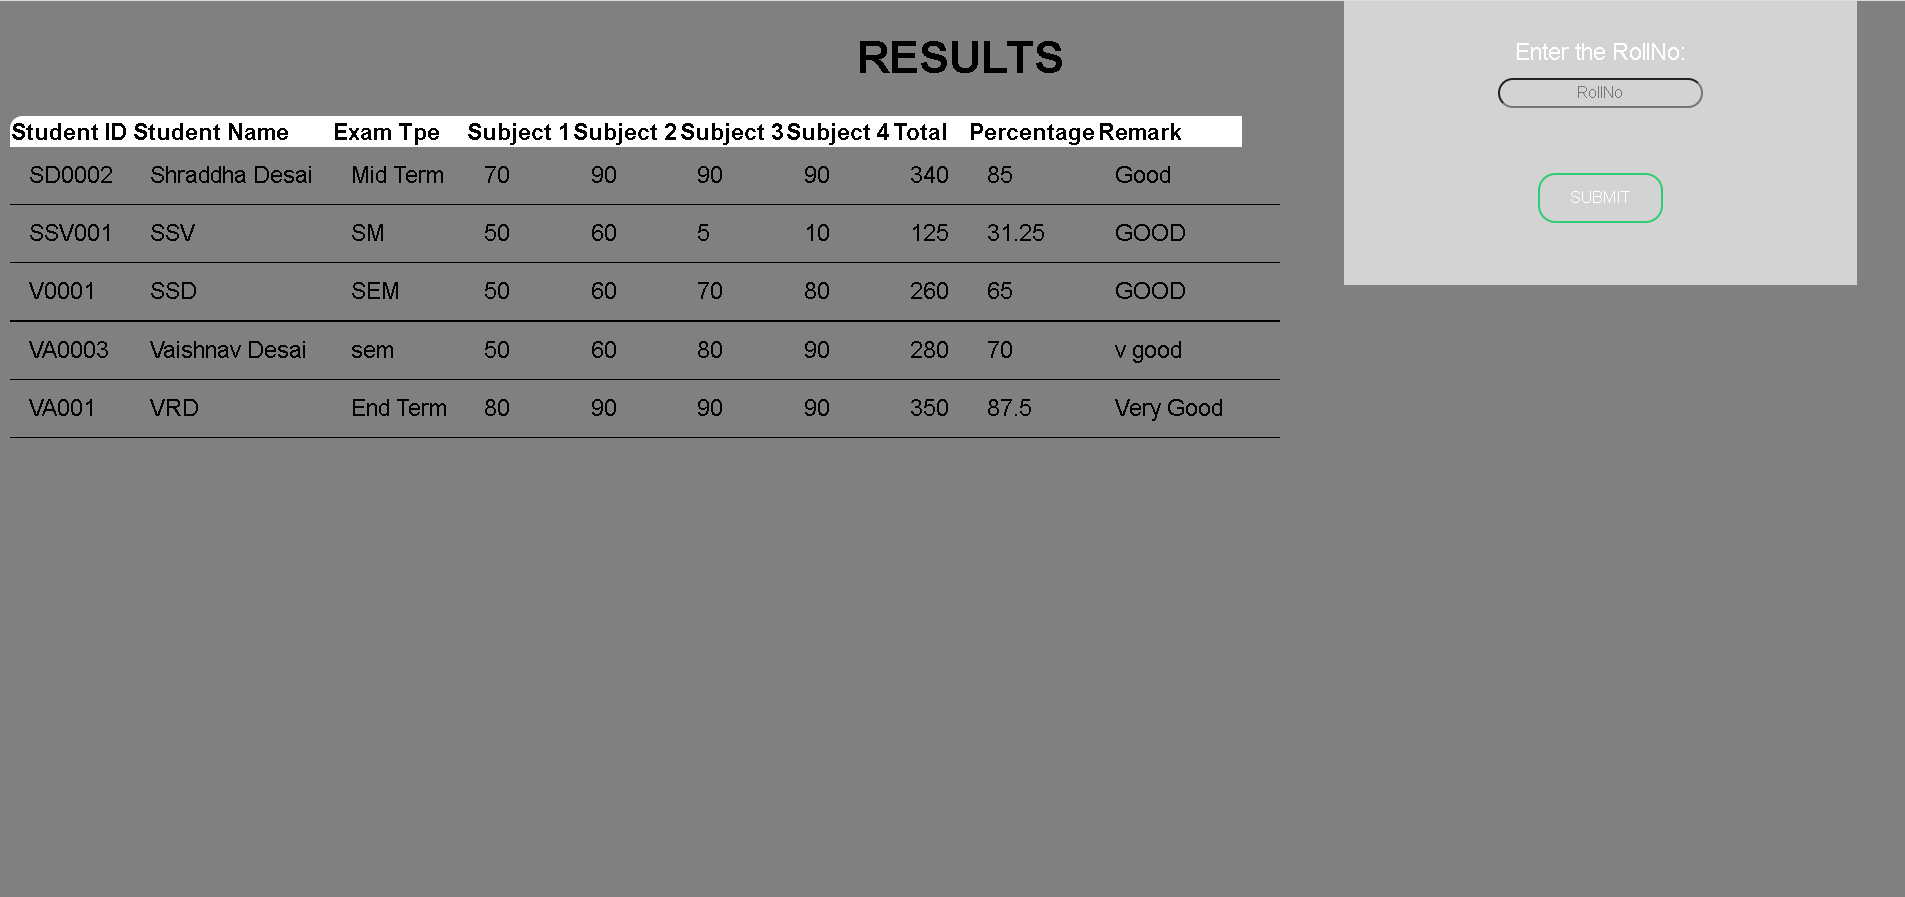 RESULTS
Student ID Student Name Exam Tpe Subject 1 Subject 2 Subject 3 Subject 4 Total Percentage Remark
SD0002 Shraddha Desai Mid Term 70 90 90 90 340 85 Good
SSV001 SSV SM 50 60 5 10 125 31.25 GOOD
V0001 SSD SEM 50 60 70 80 260 65 GOOD
VA0003 Vaishnav Desai sem 50 60 80 90 280 70 v good
VA001 VRD End Term 80 90 90 90 350 87.5 Very Good
Enter the RollNo:
RollNo
SUBMIT